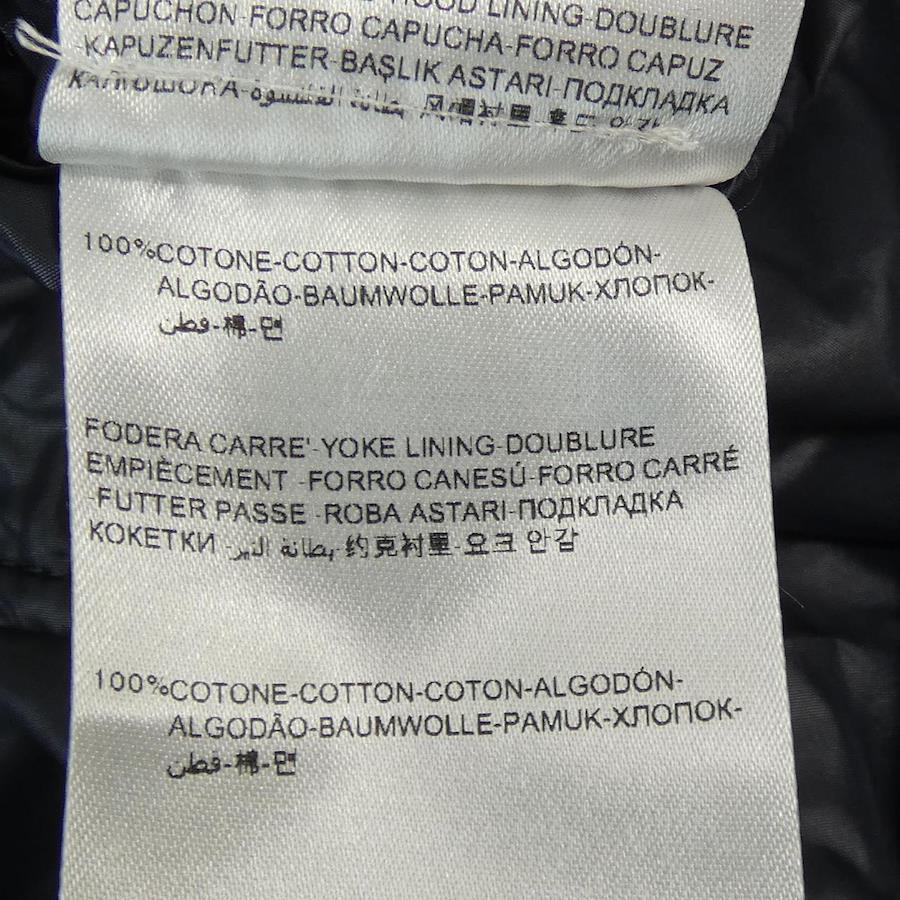 HOOD LINING-DOUBLURE
CAPUCHON-FORRO CAPUCHA-FORRO CAPUZ
-KAPUZENFUTTER-BAŞLIK ASTARI-ПОДКЛАДКА
100%COTONE-COTTON-COTON-ALGODÓN-
ALGODÃO-BAUMWOLLE-PAMUK-ХЛОПОК-
قطن-棉-면
FODERA CARRE'-YOKE LINING-DOUBLURE
EMPIÈCEMENT -FORRO CANESÚ-FORRO CARRÉ
-FUTTER PASSE -ROBA ASTARI-ПОДКЛАДКА
КОКЕТКИ -بطانة النير-约克衬里-요크 안감
100%COTONE-COTTON-COTON-ALGODÓN-
ALGODÃO-BAUMWOLLE-PAMUK-ХЛОПОК-
قطن-棉-면